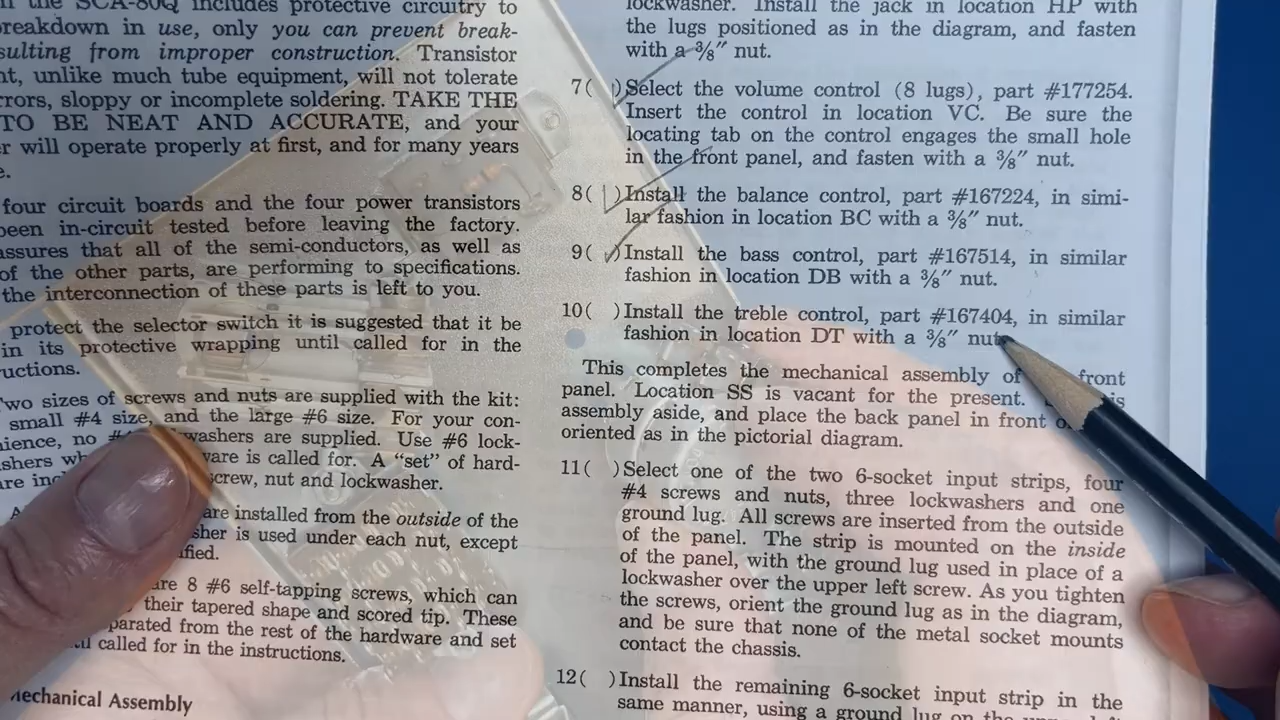 the SCA-80Q includes protective circuitry to
breakdown in use, only you can prevent break-
sulting from improper construction. Transistor
nt, unlike much tube equipment, will not tolerate
rrors, sloppy or incomplete soldering. TAKE THE
TO BE NEAT AND ACCURATE, and your
r will operate properly at first, and for many years
e.
four circuit boards and the four power transistors
been in-circuit tested before leaving the factory.
assures that all of the semi-conductors, as well as
of the other parts, are performing to specifications.
the interconnection of these parts is left to you.
protect the selector switch it is suggested that it be
in its protective wrapping until called for in the
uctions.
Two sizes of screws and nuts are supplied with the kit:
small #4 size, and the large #6 size. For your con-
nience, no washers are supplied. Use #6 lock-
shers wh ware is called for. A “set” of hard-
are inc screw, nut and lockwasher.
are installed from the outside of the
sher is used under each nut, except
fied.
are 8 #6 self-tapping screws, which can
their tapered shape and scored tip. These
parated from the rest of the hardware and set
called for in the instructions.
Mechanical Assembly
lockwasher. Install the jack in location HP with
the lugs positioned as in the diagram, and fasten
with a 3/8″ nut.
7( ) Select the volume control (8 lugs), part #177254.
Insert the control in location VC. Be sure the
locating tab on the control engages the small hole
in the front panel, and fasten with a 3/8″ nut.
8( ) Install the balance control, part #167224, in simi-
lar fashion in location BC with a 3/8″ nut.
9( ) Install the bass control, part #167514, in similar
fashion in location DB with a 3/8″ nut.
10( ) Install the treble control, part #167404, in similar
fashion in location DT with a 3/8″ nut.
This completes the mechanical assembly of front
panel. Location SS is vacant for the present. is
assembly aside, and place the back panel in front o
oriented as in the pictorial diagram.
11( ) Select one of the two 6-socket input strips, four
#4 screws and nuts, three lockwashers and one
ground lug. All screws are inserted from the outside
of the panel. The strip is mounted on the inside
of the panel, with the ground lug used in place of a
lockwasher over the upper left screw. As you tighten
the screws, orient the ground lug as in the diagram,
and be sure that none of the metal socket mounts
contact the chassis.
12( ) Install the remaining 6-socket input strip in the
same manner, using a ground lug on the